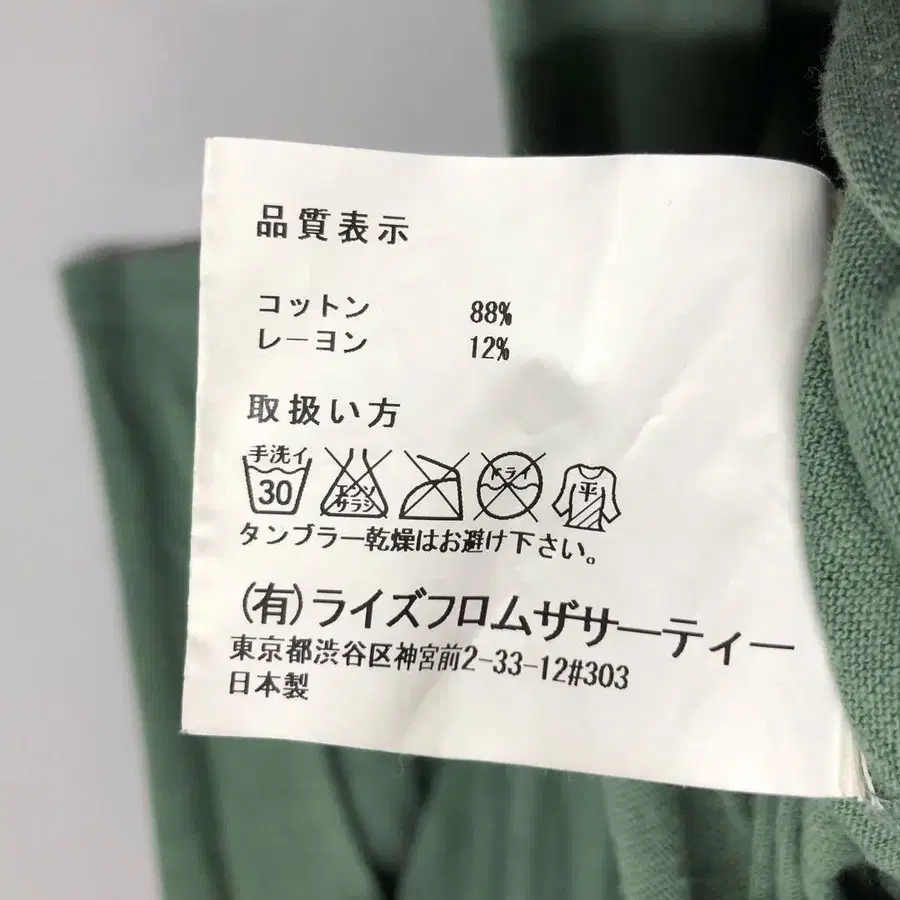 品質表示
コットン 88%
レーヨン 12%
取扱い方
手洗イ 30 エンソサラシ ドライ 平
タンブラー乾燥はお避け下さい。
(有)ライズフロムザサーティー
東京都渋谷区神宮前2-33-12#303
日本製